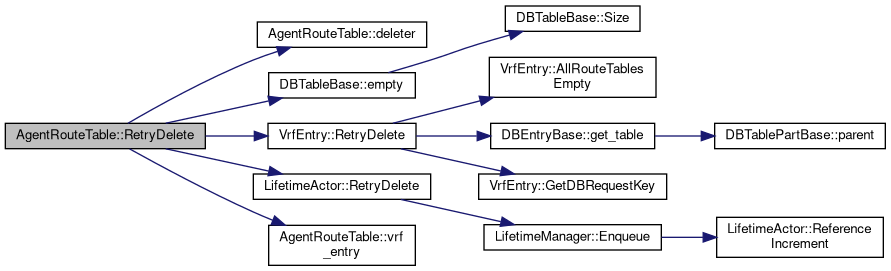 AgentRouteTable::RetryDelete
AgentRouteTable::deleter
DBTableBase::empty
VrfEntry::RetryDelete
LifetimeActor::RetryDelete
AgentRouteTable::vrf
_entry
DBTableBase::Size
VrfEntry::AllRouteTables
Empty
DBEntryBase::get_table
VrfEntry::GetDBRequestKey
LifetimeManager::Enqueue
DBTablePartBase::parent
LifetimeActor::Reference
Increment